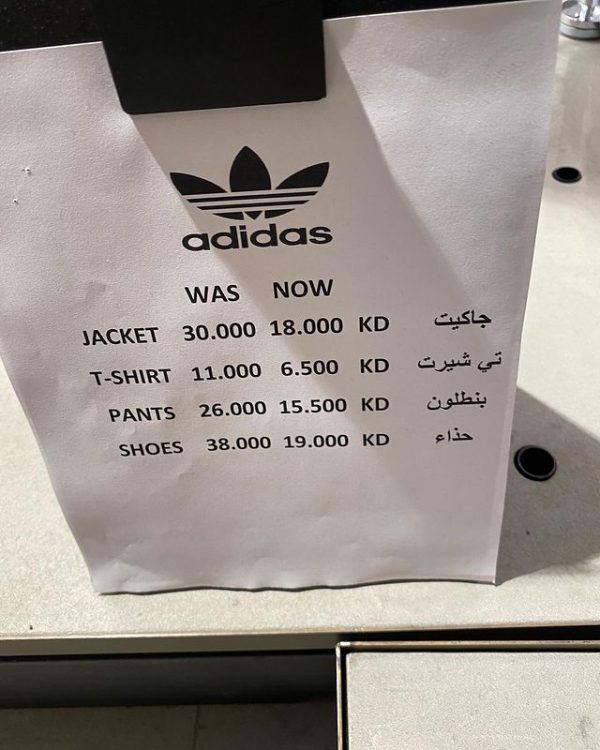 adidas
WAS NOW
JACKET 30.000 18.000 KD جاكيت
T-SHIRT 11.000 6.500 KD تي شيرت
PANTS 26.000 15.500 KD بنطلون
SHOES 38.000 19.000 KD حذاء